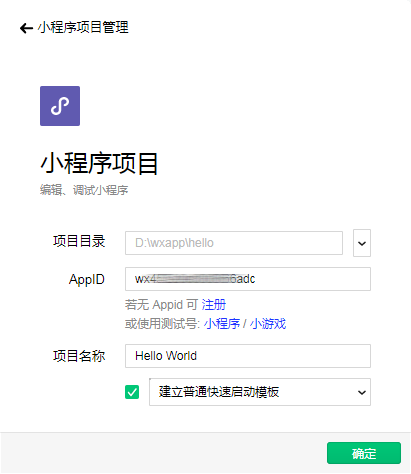 小程序项目管理
小程序项目
编辑、调试小程序
项目目录 D:\wxapp\hello
AppID
若无 Appid 可 注册
或使用测试号: 小程序 / 小游戏
项目名称 Hello World
建立普通快速启动模板
确定